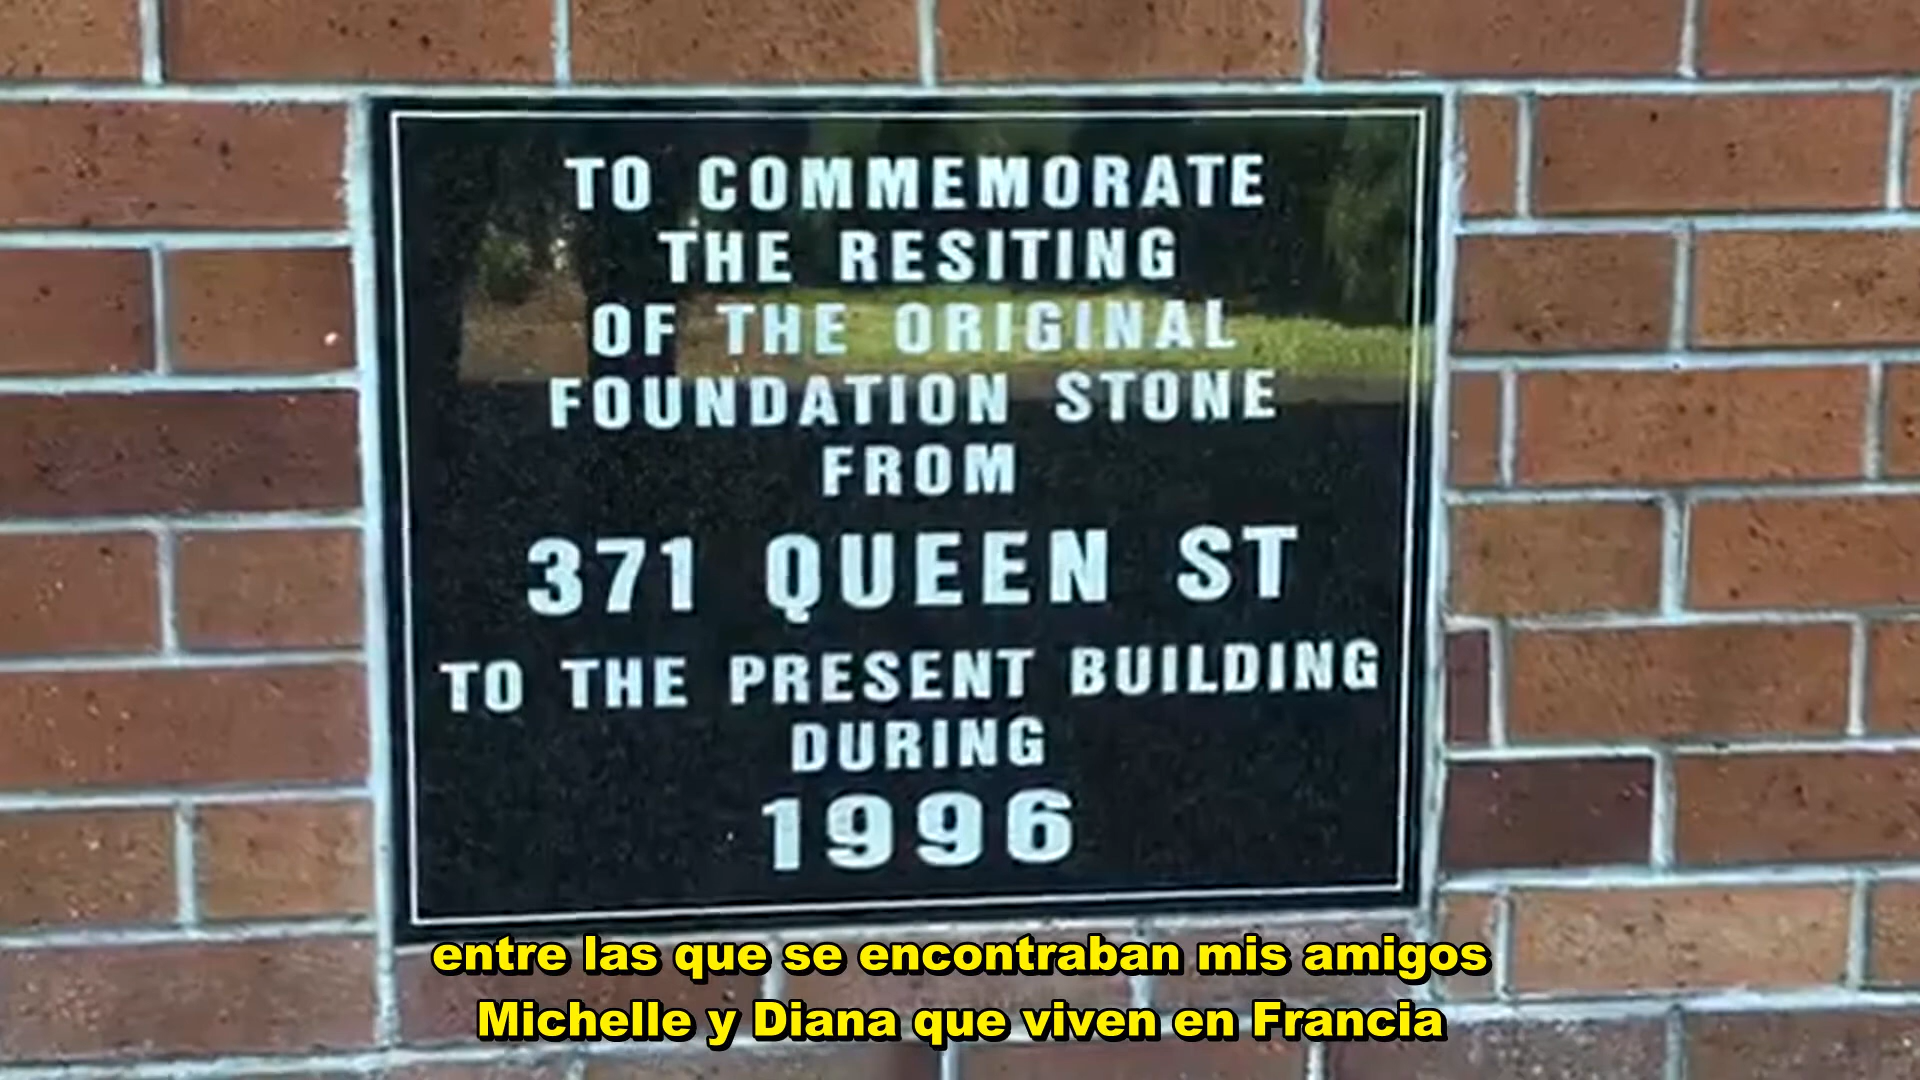 TO COMMEMORATE
THE RESITING
OF THE ORIGINAL
FOUNDATION STONE
FROM
371 QUEEN ST
TO THE PRESENT BUILDING
DURING
1996
entre las que se encontraban mis amigos
Michelle y Diana que viven en Francia